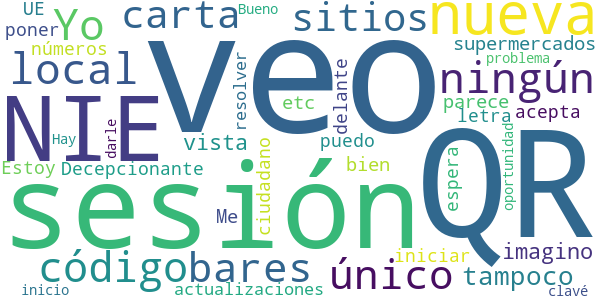 UE carta Bueno sitios nueva
poner Yo
números supermercados
local veo resolver delante problema
ningún
etc parece
NIE Hay darle letra acepta
vista puedo QR
Estoy Decepcionante ciudadano bien espera oportunidad
sesión Me
iniciar imagino
código bares único tampoco
inicio actualizaciones clavé